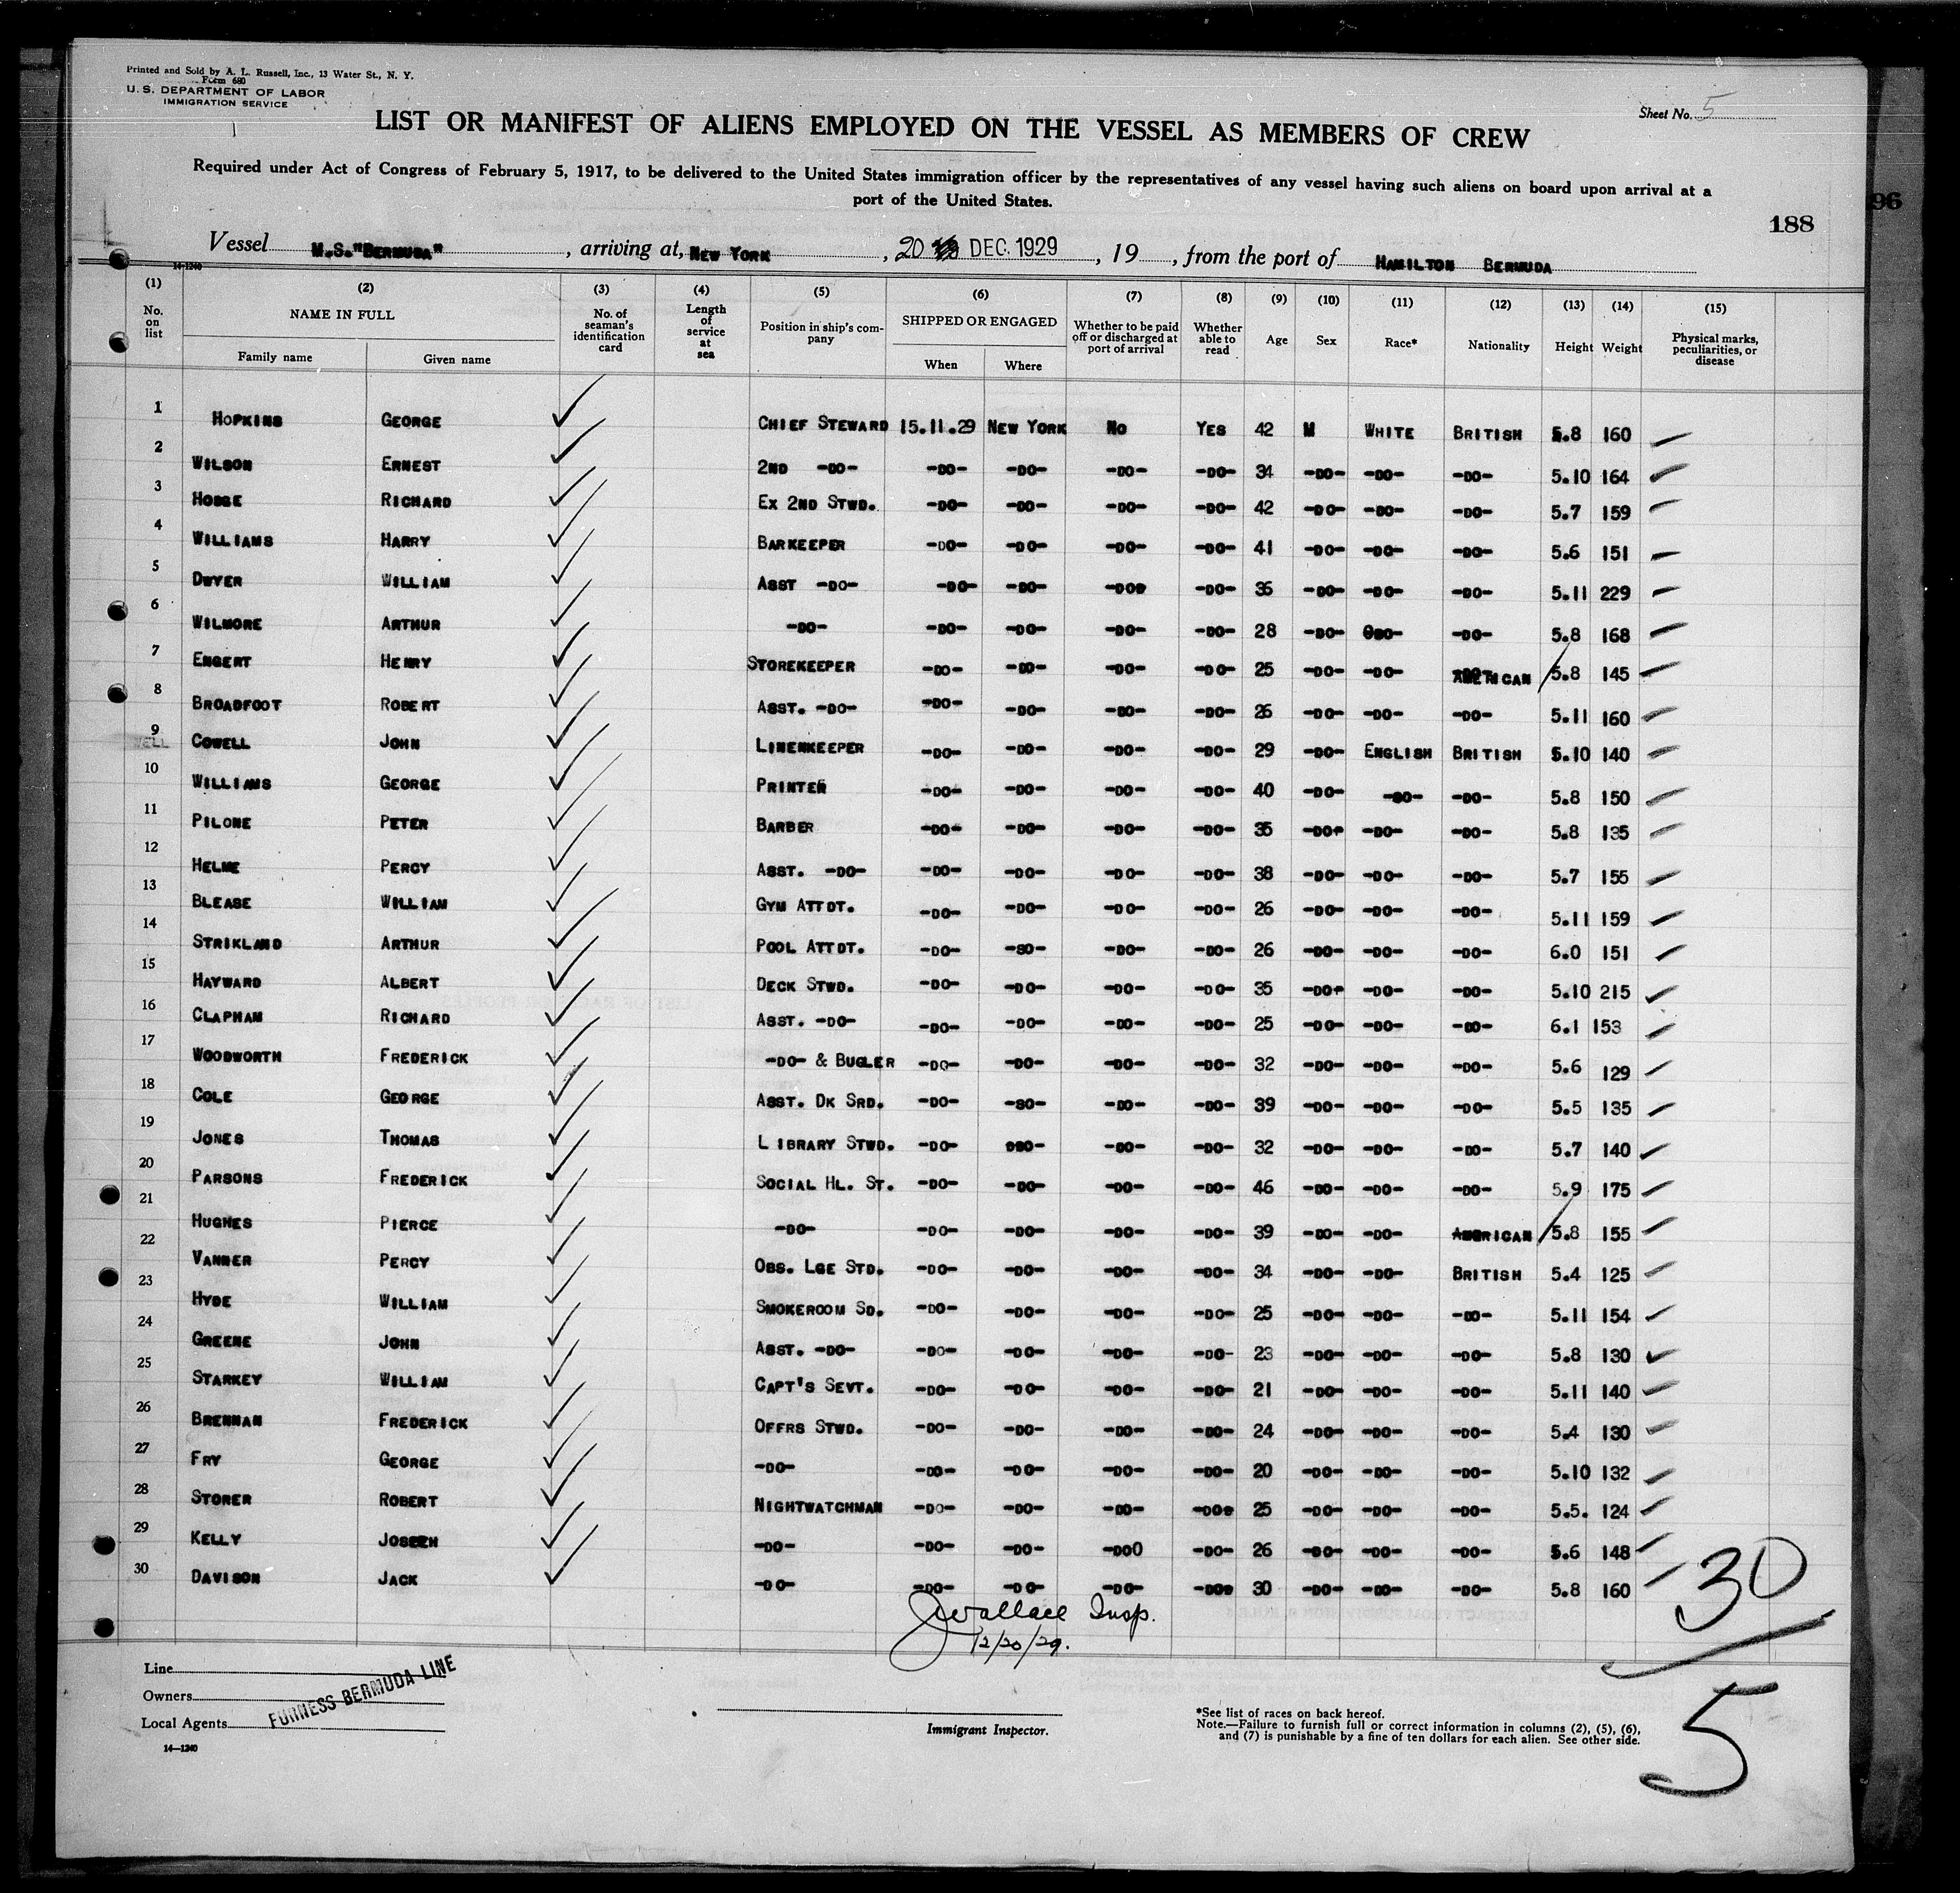 Printed and Sold by A. L. Russell, Inc., 13 Water St., N. Y.
Form 680
U. S. DEPARTMENT OF LABOR
IMMIGRATION SERVICE
Sheet No. 5
LIST OR MANIFEST OF ALIENS EMPLOYED ON THE VESSEL AS MEMBERS OF CREW
Required under Act of Congress of February 5, 1917, to be delivered to the United States immigration officer by the representatives of any vessel having such aliens on board upon arrival at a
port of the United States.
188
96
Vessel M.S."BERMUDA", arriving at, NEW YORK, 20 DEC. 1929, 19, from the port of HAMILTON BERMUDA
14-1240
(1) (2) (3) (4) (5) (6) (7) (8) (9) (10) (11) (12) (13) (14) (15)
No. on list NAME IN FULL Family name Given name No. of seaman's identification card Length of service at sea Position in ship's company SHIPPED OR ENGAGED When Where Whether to be paid off or discharged at port of arrival Whether able to read Age Sex Race* Nationality Height Weight Physical marks, peculiarities, or disease
1 HOPKINS GEORGE CHIEF STEWARD 15.11.29 NEW YORK NO YES 42 M WHITE BRITISH 5.8 160
2 WILSON ERNEST 2ND -DO- -DO- -DO- -DO- -DO- 34 -DO- -DO- -DO- 5.10 164
3 HODGE RICHARD EX 2ND STWD. -DO- -DO- -DO- -DO- 42 -DO- -DO- -DO- 5.7 159
4 WILLIAMS HARRY BARKEEPER -DO- -DO- -DO- -DO- 41 -DO- -DO- -DO- 5.6 151
5 DWYER WILLIAM ASST -DO- -DO- -DO- -DO- -DO- 36 -DO- -DO- -DO- 5.11 229
6 WILMORE ARTHUR -DO- -DO- -DO- -DO- -DO- 28 -DO- -DO- -DO- 5.8 168
7 ENGERT HENRY STOREKEEPER -DO- -DO- -DO- -DO- 25 -DO- -DO- AMERICAN 5.8 145
8 BROADFOOT ROBERT ASST. -DO- -DO- -DO- -DO- -DO- 26 -DO- -DO- -DO- 5.11 160
9 COWELL JOHN LINENKEEPER -DO- -DO- -DO- -DO- 29 -DO- ENGLISH BRITISH 5.10 140
10 WILLIAMS GEORGE PRINTER -DO- -DO- -DO- -DO- 40 -DO- -DO- -DO- 5.8 150
11 PILONE PETER BARBER -DO- -DO- -DO- -DO- 35 -DO- -DO- -DO- 5.8 135
12 HELME PERCY ASST. -DO- -DO- -DO- -DO- -DO- 38 -DO- -DO- -DO- 5.7 155
13 BLEASE WILLIAM GYM ATTDT. -DO- -DO- -DO- -DO- 26 -DO- -DO- -DO- 5.11 159
14 STRIKLAND ARTHUR POOL ATTDT. -DO- -DO- -DO- -DO- 26 -DO- -DO- -DO- 6.0 151
15 HAYWARD ALBERT DECK STWD. -DO- -DO- -DO- -DO- 35 -DO- -DO- -DO- 5.10 215
16 CLAPHAM RICHARD ASST. -DO- -DO- -DO- -DO- -DO- 25 -DO- -DO- -DO- 6.1 153
17 WOODWORTH FREDERICK -DO- & BUGLER -DO- -DO- -DO- -DO- 32 -DO- -DO- -DO- 5.6 129
18 COLE GEORGE ASST. DK SRD. -DO- -DO- -DO- -DO- 39 -DO- -DO- -DO- 5.5 135
19 JONES THOMAS LIBRARY STWD. -DO- -DO- -DO- -DO- 32 -DO- -DO- -DO- 5.7 140
20 PARSONS FREDERICK SOCIAL HL. ST. -DO- -DO- -DO- -DO- 46 -DO- -DO- -DO- 5.9 175
21 HUGHES PIERCE -DO- -DO- -DO- -DO- -DO- 39 -DO- -DO- AMERICAN 5.8 155
22 VANNER PERCY OBS. LGE STD. -DO- -DO- -DO- -DO- 34 -DO- -DO- BRITISH 5.4 125
23 HYDE WILLIAM SMOKEROOM SD. -DO- -DO- -DO- -DO- 25 -DO- -DO- -DO- 5.11 154
24 GREENE JOHN ASST. -DO- -DO- -DO- -DO- -DO- 23 -DO- -DO- -DO- 5.8 130
25 STARKEY WILLIAM CAPT'S SEVT. -DO- -DO- -DO- -DO- 21 -DO- -DO- -DO- 5.11 140
26 BRENNAN FREDERICK OFFRS STWD. -DO- -DO- -DO- -DO- 24 -DO- -DO- -DO- 5.4 130
27 FRY GEORGE -DO- -DO- -DO- -DO- -DO- 20 -DO- -DO- -DO- 5.10 132
28 STORER ROBERT NIGHTWATCHMAN -DO- -DO- -DO- -DO- 25 -DO- -DO- -DO- 5.5. 124
29 KELLY JOSEPH -DO- -DO- -DO- -DOO -DO- 26 -DO- -DO- -DO- 5.6 148
30 DAVISON JACK -DO- -DO- -DO- -DO- -DO- 30 -DO- -DO- -DO- 5.8 160
30
JWallace Insp.
12/20/29.
5
Line
Owners
Local Agents
FURNESS BERMUDA LINE
14—1240
Immigrant Inspector.
*See list of races on back hereof.
Note.—Failure to furnish full or correct information in columns (2), (5), (6),
and (7) is punishable by a fine of ten dollars for each alien. See other side.